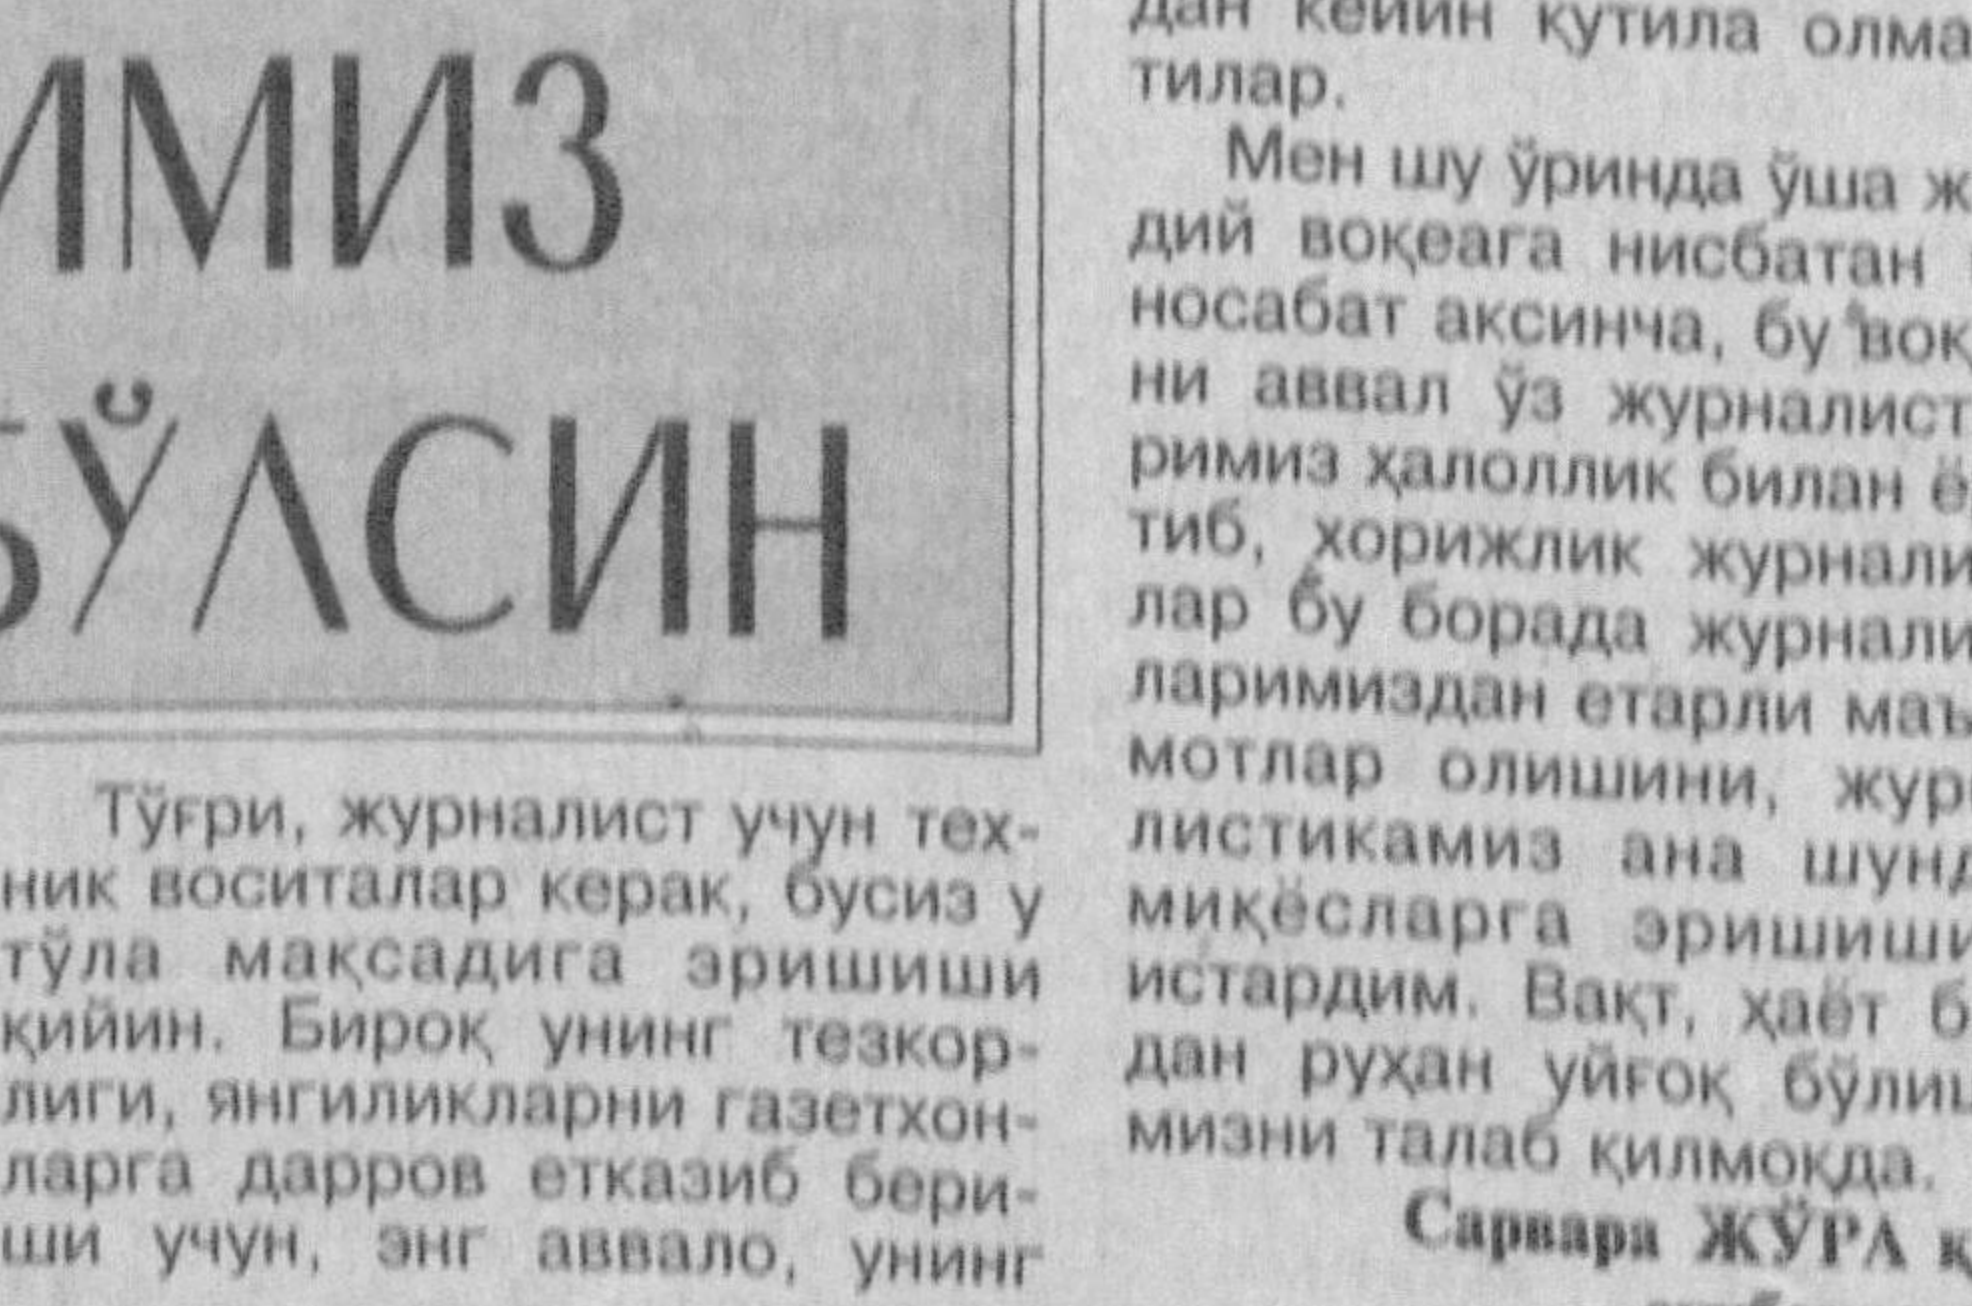 ИМИЗ
БЎЛСИН
Тўғри, журналист учун тех-
ник воситалар керак, бусиз у
тўла мақсадига эришиши
қийин. Бироқ унинг тезкор-
лиги, янгиликларни газетхон-
ларга дарров етказиб бери-
ши учун, энг аввало, унинг
дан кейин қутила олма
тилар.
Мен шу ўринда ўша ж
дий воқеага нисбатан
носабат аксинча, бу воқ
ни аввал ўз журналист
римиз ҳалоллик билан ё
тиб, хорижлик журнали
лар бу борада журнали
ларимиздан етарли маъ
мотлар олишини, жур
листикамиз ана шунд
миқёсларга эришиши
истардим. Вақт, ҳаёт б
дан руҳан уйғоқ бўлиш
мизни талаб қилмоқда.
Сарвара ЖЎРА қ